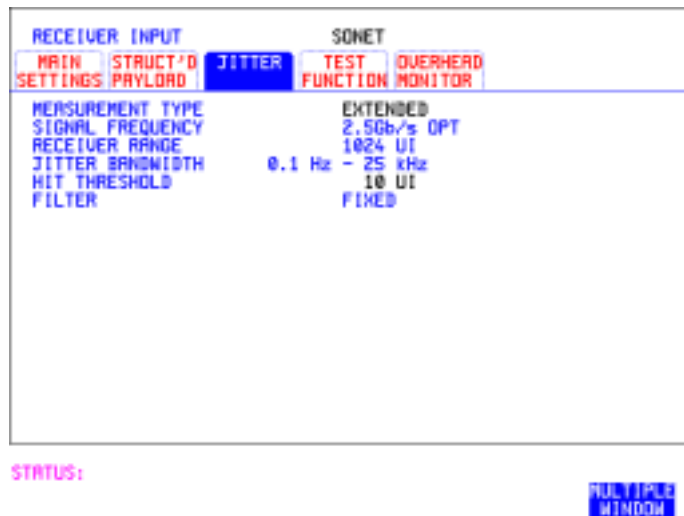 RECEIVER INPUT SONET
MAIN SETTINGS STRUCT'D PAYLOAD JITTER TEST FUNCTION OVERHEAD MONITOR
MEASUREMENT TYPE EXTENDED
SIGNAL FREQUENCY 2.5Gb/s OPT
RECEIVER RANGE 1024 UI
JITTER BANDWIDTH 0.1 Hz - 25 kHz
HIT THRESHOLD 10 UI
FILTER FIXED
STATUS:
MULTIPLE
WINDOW